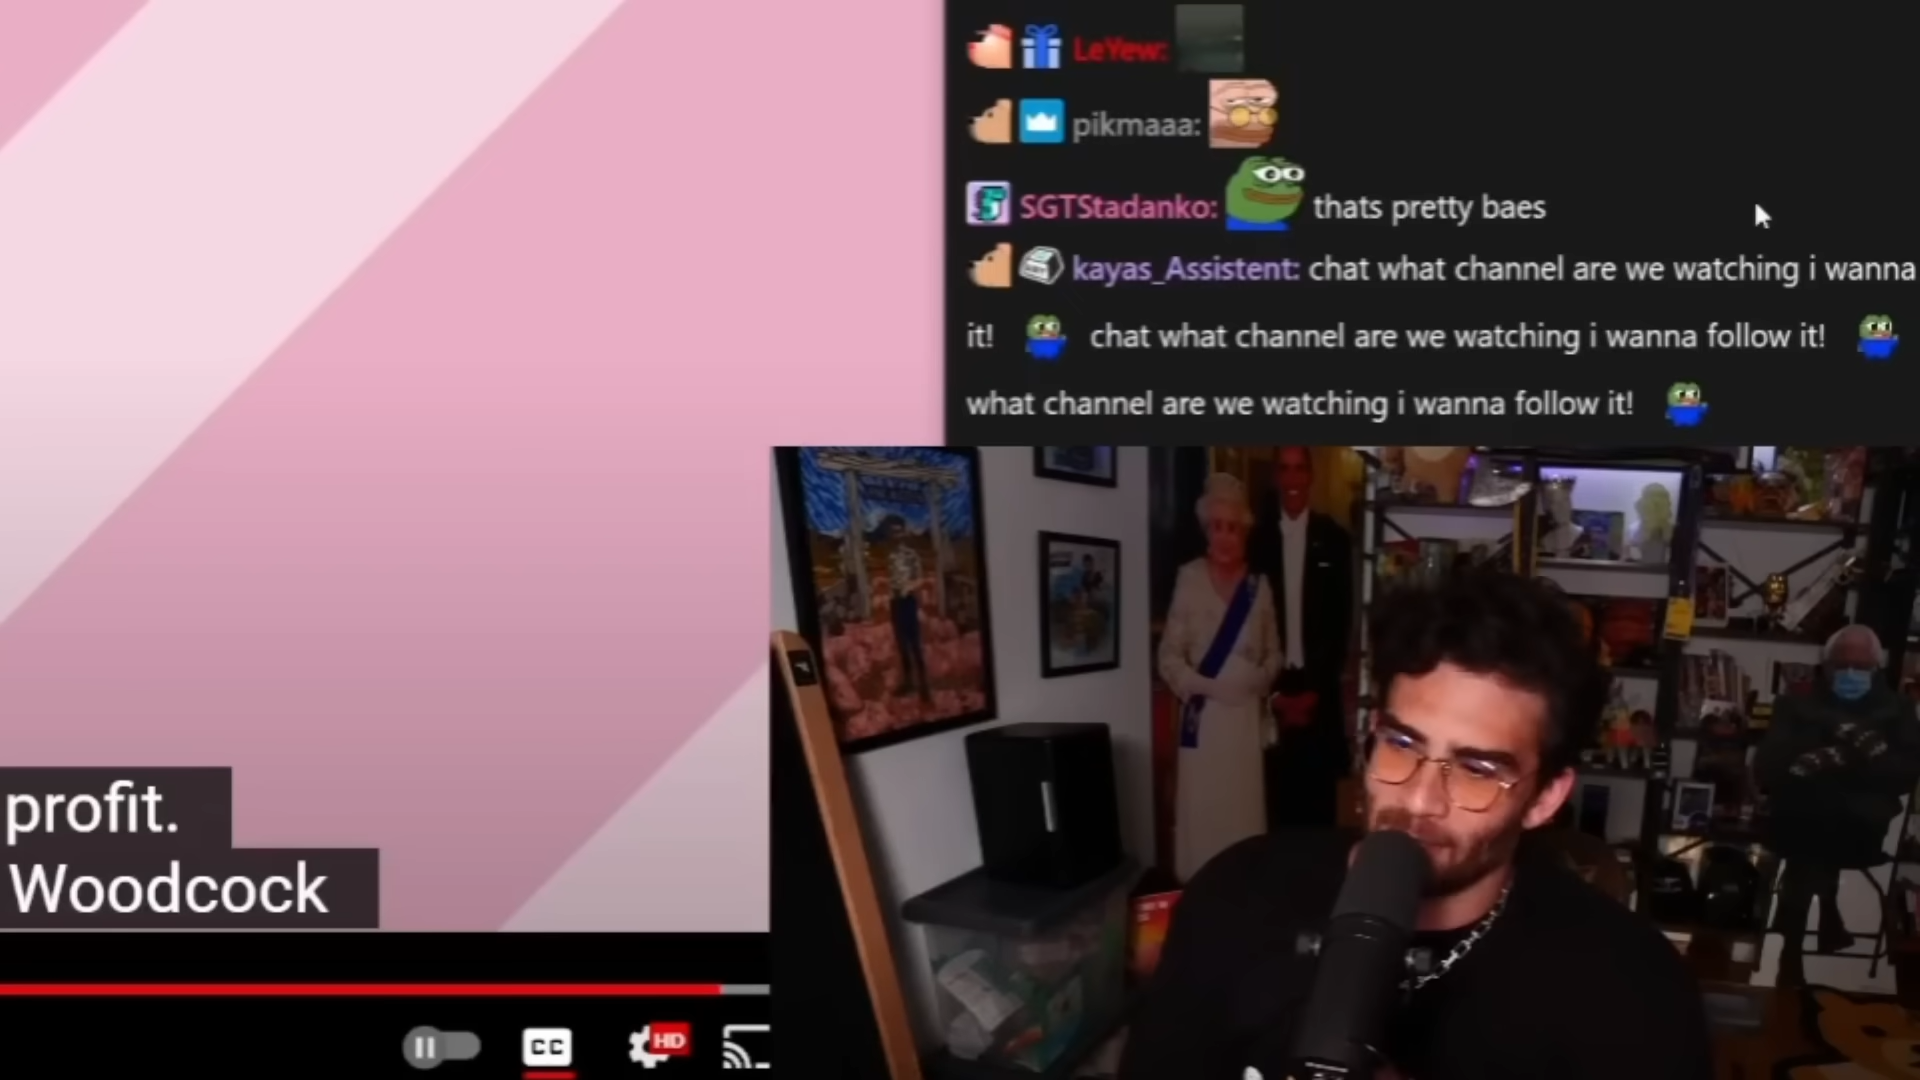 LeYew:
pikmaaa:
SGTStadanko: thats pretty baes
kayas_Assistent: chat what channel are we watching i wanna
it! chat what channel are we watching i wanna follow it!
what channel are we watching i wanna follow it!
profit.
Woodcock
CC
HD